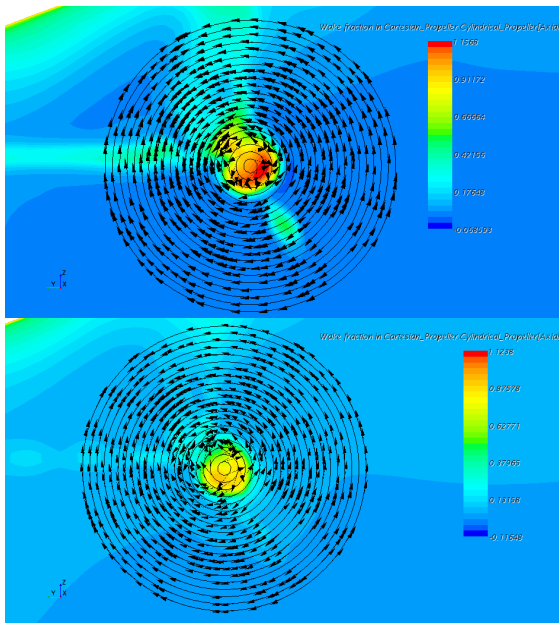 Wake fraction in Cartesian_Propeller.Cylindrical_Propeller[Axia
1.1568
0.91172
0.66664
0.42156
0.17648
-0.068593
Z
Y
X
Wake fraction in Cartesian_Propeller.Cylindrical_Propeller[Axia
1.1238
0.87578
0.62771
0.37965
0.13158
-0.11648
Z
Y
X